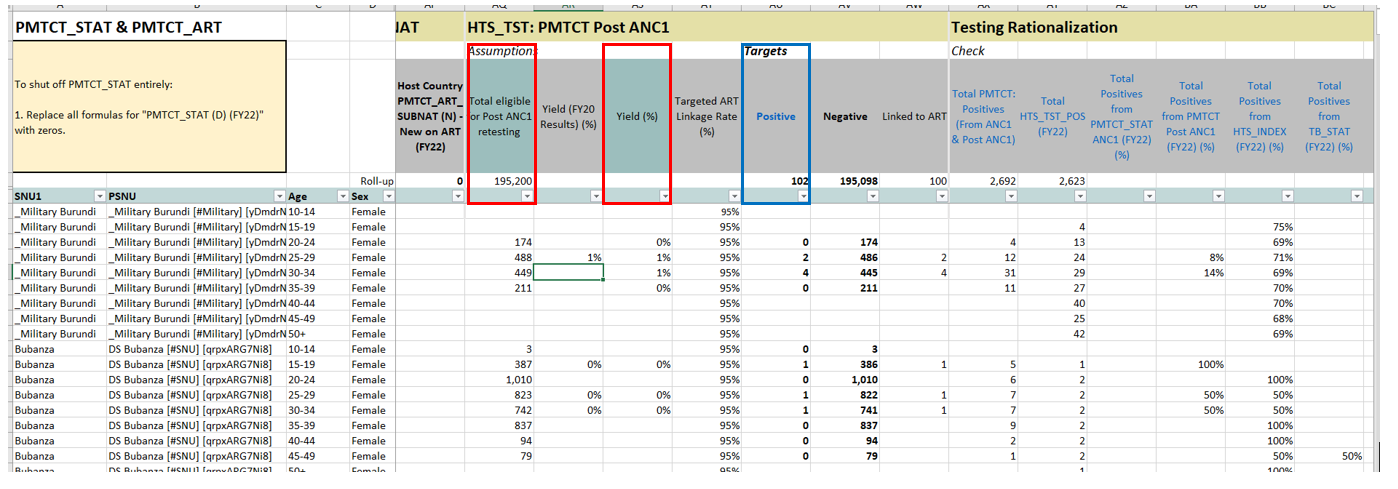 PMTCT_STAT & PMTCT_ART IAT HTS_TST: PMTCT Post ANC1 Testing Rationalization
Assumption: Targets Check
To shut off PMTCT_STAT entirely:
1. Replace all formulas for "PMTCT_STAT (D) (FY22)"
with zeros.
Host Country
PMTCT_ART_
SUBNAT (N) -
New on ART
(FY22)
Total eligible
or Post ANC1
retesting
Yield (FY20
Results) (%)
Yield (%)
Targeted ART
Linkage Rate
(%)
Positive
Negative
Linked to ART
Total PMTCT:
Positives
(From ANC1
& Post ANC1)
Total
HTS_TST_POS
(FY22)
Total
Positives
from
PMTCT_STAT
ANC1 (FY22)
(%)
Total
Positives
from PMTCT
Post ANC1
(FY22) (%)
Total
Positives
from
HTS_INDEX
(FY22) (%)
Total
Positives
from
TB_STAT
(FY22) (%)
Roll-up 0 195,200 102 195,098 100 2,692 2,623
SNU1 PSNU Age Sex
_Military Burundi _Military Burundi [#Military] [yDmdrN 10-14 Female 95%
_Military Burundi _Military Burundi [#Military] [yDmdrN 15-19 Female 95% 4 75%
_Military Burundi _Military Burundi [#Military] [yDmdrN 20-24 Female 174 0% 95% 0 174 4 13 69%
_Military Burundi _Military Burundi [#Military] [yDmdrN 25-29 Female 488 1% 1% 95% 2 486 2 12 24 8% 71%
_Military Burundi _Military Burundi [#Military] [yDmdrN 30-34 Female 449 1% 95% 4 445 4 31 29 14% 69%
_Military Burundi _Military Burundi [#Military] [yDmdrN 35-39 Female 211 0% 95% 0 211 11 27 70%
_Military Burundi _Military Burundi [#Military] [yDmdrN 40-44 Female 95% 40 70%
_Military Burundi _Military Burundi [#Military] [yDmdrN 45-49 Female 95% 25 68%
_Military Burundi _Military Burundi [#Military] [yDmdrN 50+ Female 95% 42 69%
Bubanza DS Bubanza [#SNU] [qrpxARG7Ni8] 10-14 Female 3 95% 0 3
Bubanza DS Bubanza [#SNU] [qrpxARG7Ni8] 15-19 Female 387 0% 0% 95% 1 386 1 5 1 100%
Bubanza DS Bubanza [#SNU] [qrpxARG7Ni8] 20-24 Female 1,010 95% 0 1,010 6 2 100%
Bubanza DS Bubanza [#SNU] [qrpxARG7Ni8] 25-29 Female 823 0% 0% 95% 1 822 1 7 2 50% 50%
Bubanza DS Bubanza [#SNU] [qrpxARG7Ni8] 30-34 Female 742 0% 0% 95% 1 741 1 7 2 50% 50%
Bubanza DS Bubanza [#SNU] [qrpxARG7Ni8] 35-39 Female 837 95% 0 837 9 2 100%
Bubanza DS Bubanza [#SNU] [qrpxARG7Ni8] 40-44 Female 94 95% 0 94 2 2 100%
Bubanza DS Bubanza [#SNU] [qrpxARG7Ni8] 45-49 Female 79 95% 0 79 1 2 50% 50%
Bubanza DS Bubanza [#SNU] [qrpxARG7Ni8] 50+ Female 95% 1 100%